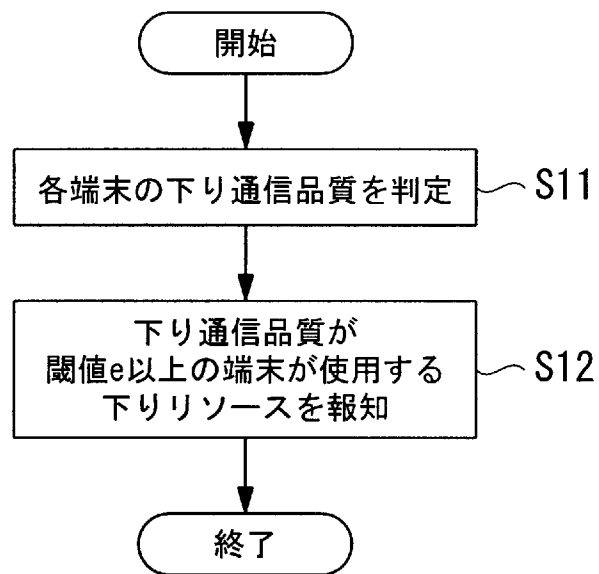 開始
各端末の下り通信品質を判定
S11
下り通信品質が
閾値e以上の端末が使用する
下りリソースを報知
S12
終了